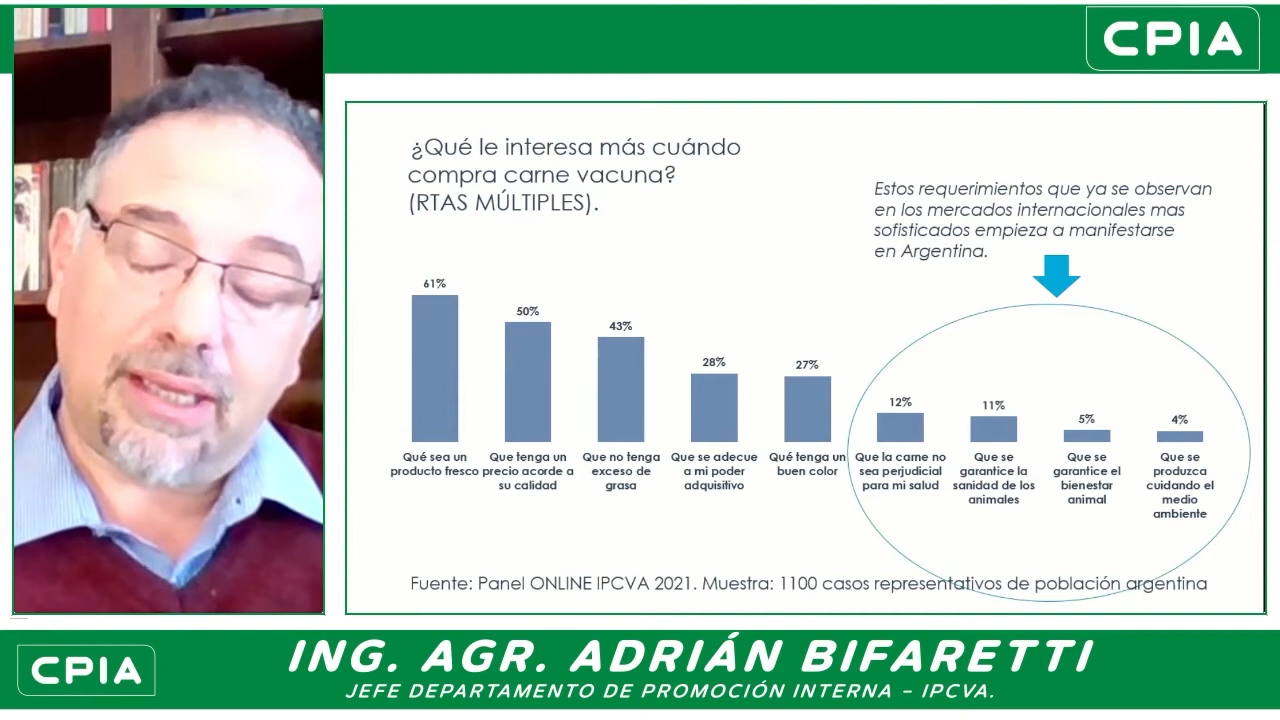 CPIA
¿Qué le interesa más cuándo
compra carne vacuna?
(RTAS MÚLTIPLES).
Estos requerimientos que ya se observan
en los mercados internacionales mas
sofisticados empieza a manifestarse
en Argentina.
61%
50%
43%
28%
27%
12%
11%
5%
4%
Qué sea un
producto fresco
Que tenga un
precio acorde a
su calidad
Que no tenga
exceso de
grasa
Que se adecue
a mi poder
adquisitivo
Qué tenga un
buen color
Que la carne no
sea perjudicial
para mi salud
Que se
garantice la
sanidad de los
animales
Que se
garantice el
bienestar
animal
Que se
produzca
cuidando el
medio
ambiente
Fuente: Panel ONLINE IPCVA 2021. Muestra: 1100 casos representativos de población argentina
CPIA
ING. AGR. ADRIÁN BIFARETTI
JEFE DEPARTAMENTO DE PROMOCIÓN INTERNA - IPCVA.